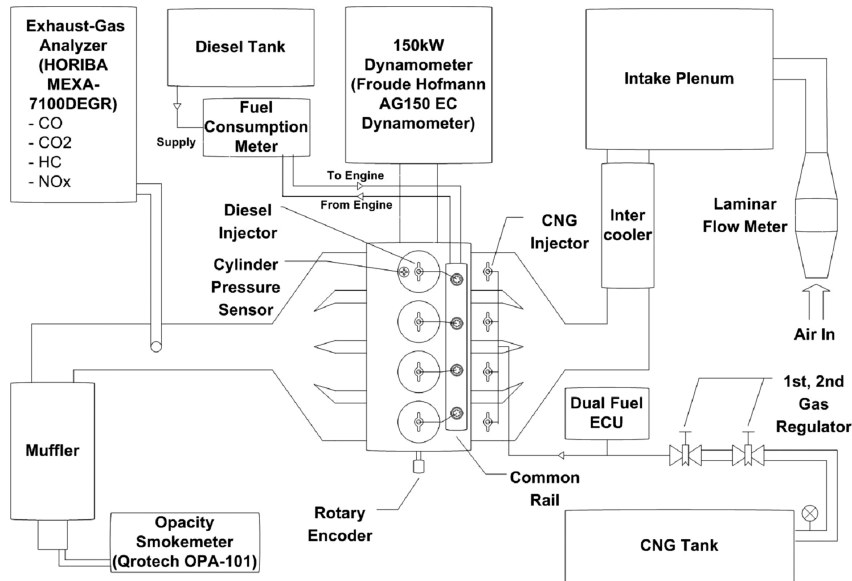 Exhaust-Gas
Analyzer
(HORIBA
MEXA-
7100DEGR)
- CO
- CO2
- HC
- NOx
Diesel Tank
Supply
Fuel
Consumption
Meter
150kW
Dynamometer
(Froude Hofmann
AG150 EC
Dynamometer)
To Engine
From Engine
Intake Plenum
Inter
cooler
Laminar
Flow Meter
Air In
Diesel
Injector
Cylinder
Pressure
Sensor
CNG
Injector
Muffler
Opacity
Smokemeter
(Qrotech OPA-101)
Rotary
Encoder
Common
Rail
Dual Fuel
ECU
1st, 2nd
Gas
Regulator
CNG Tank